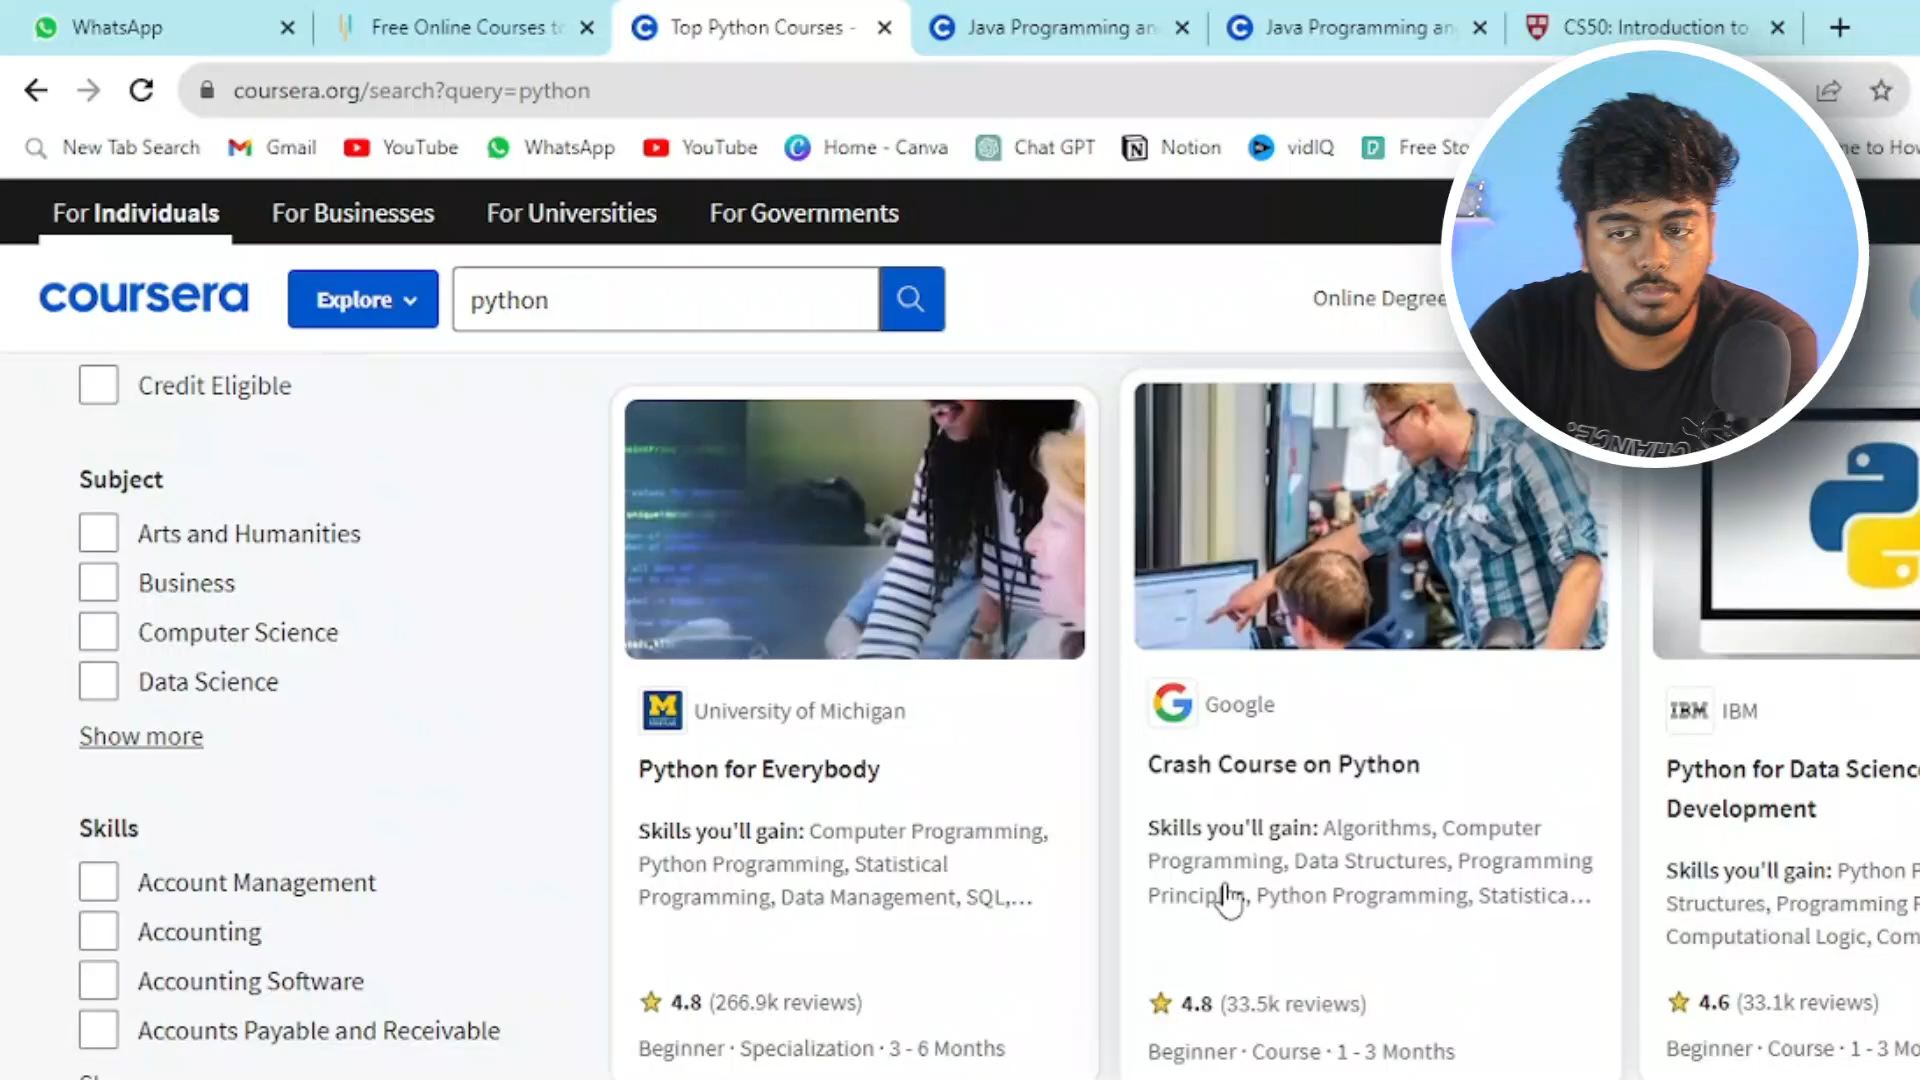 WhatsApp
Free Online Courses t
Top Python Courses -
Java Programming an
Java Programming an
CS50: Introduction to
coursera.org/search?query=python
New Tab Search
Gmail
YouTube
WhatsApp
YouTube
Home - Canva
Chat GPT
Notion
vidIQ
Free Sto
ne to How
For Individuals
For Businesses
For Universities
For Governments
coursera
Explore
python
Online Degree
CHANGE.
Credit Eligible
Subject
Arts and Humanities
Business
Computer Science
Data Science
Show more
Skills
Account Management
Accounting
Accounting Software
Accounts Payable and Receivable
University of Michigan
Python for Everybody
Skills you'll gain: Computer Programming,
Python Programming, Statistical
Programming, Data Management, SQL,...
4.8 (266.9k reviews)
Beginner · Specialization · 3 - 6 Months
Google
Crash Course on Python
Skills you'll gain: Algorithms, Computer
Programming, Data Structures, Programming
Principles, Python Programming, Statistica...
4.8 (33.5k reviews)
Beginner · Course · 1 - 3 Months
IBM IBM
Python for Data Science
Development
Skills you'll gain: Python P
Structures, Programming P
Computational Logic, Com
4.6 (33.1k reviews)
Beginner · Course · 1 - 3 Mo